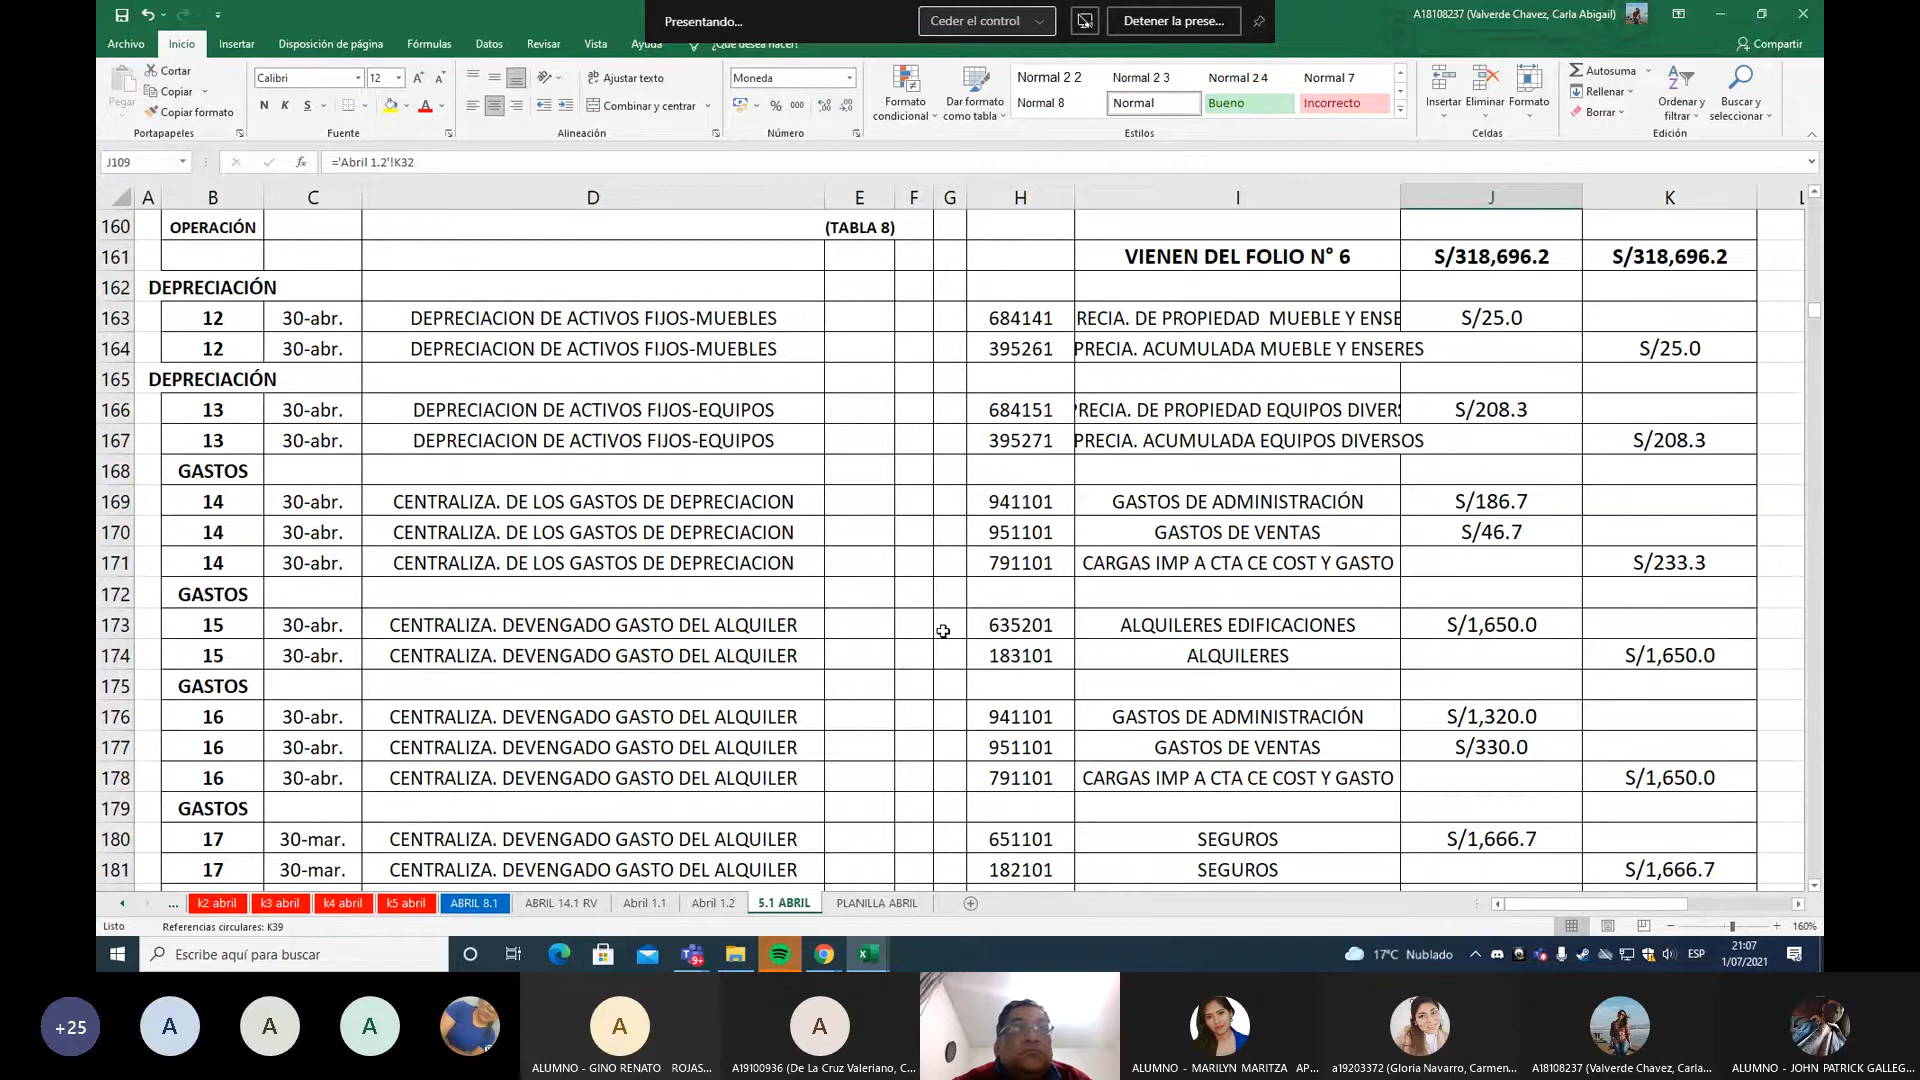 Presentando...
Ceder el control
Detener la prese...
A18108237 (Valverde Chavez, Carla Abigail)
Archivo Inicio Insertar Disposición de página Fórmulas Datos Revisar Vista Ayuda ¿Qué desea hacer?
Compartir
Pegar
Cortar
Copiar
Copiar formato
Portapapeles
Calibri 12
N K S
Fuente
Ajustar texto
Combinar y centrar
Alineación
Moneda
% 000
Número
Formato condicional
Dar formato como tabla
Normal 2 2 Normal 2 3 Normal 2 4 Normal 7
Normal 8 Normal Bueno Incorrecto
Estilos
Insertar Eliminar Formato
Celdas
Autosuma
Rellenar
Borrar
Ordenar y filtrar
Buscar y seleccionar
Edición
J109 fx ='Abril 1.2'!K32
A B C D E F G H I J K L
160 OPERACIÓN (TABLA 8)
161 VIENEN DEL FOLIO N° 6 S/318,696.2 S/318,696.2
162 DEPRECIACIÓN
163 12 30-abr. DEPRECIACION DE ACTIVOS FIJOS-MUEBLES 684141 RECIA. DE PROPIEDAD MUEBLE Y ENSE S/25.0
164 12 30-abr. DEPRECIACION DE ACTIVOS FIJOS-MUEBLES 395261 PRECIA. ACUMULADA MUEBLE Y ENSERES S/25.0
165 DEPRECIACIÓN
166 13 30-abr. DEPRECIACION DE ACTIVOS FIJOS-EQUIPOS 684151 PRECIA. DE PROPIEDAD EQUIPOS DIVERS S/208.3
167 13 30-abr. DEPRECIACION DE ACTIVOS FIJOS-EQUIPOS 395271 PRECIA. ACUMULADA EQUIPOS DIVERSOS S/208.3
168 GASTOS
169 14 30-abr. CENTRALIZA. DE LOS GASTOS DE DEPRECIACION 941101 GASTOS DE ADMINISTRACIÓN S/186.7
170 14 30-abr. CENTRALIZA. DE LOS GASTOS DE DEPRECIACION 951101 GASTOS DE VENTAS S/46.7
171 14 30-abr. CENTRALIZA. DE LOS GASTOS DE DEPRECIACION 791101 CARGAS IMP A CTA CE COST Y GASTO S/233.3
172 GASTOS
173 15 30-abr. CENTRALIZA. DEVENGADO GASTO DEL ALQUILER 635201 ALQUILERES EDIFICACIONES S/1,650.0
174 15 30-abr. CENTRALIZA. DEVENGADO GASTO DEL ALQUILER 183101 ALQUILERES S/1,650.0
175 GASTOS
176 16 30-abr. CENTRALIZA. DEVENGADO GASTO DEL ALQUILER 941101 GASTOS DE ADMINISTRACIÓN S/1,320.0
177 16 30-abr. CENTRALIZA. DEVENGADO GASTO DEL ALQUILER 951101 GASTOS DE VENTAS S/330.0
178 16 30-abr. CENTRALIZA. DEVENGADO GASTO DEL ALQUILER 791101 CARGAS IMP A CTA CE COST Y GASTO S/1,650.0
179 GASTOS
180 17 30-mar. CENTRALIZA. DEVENGADO GASTO DEL ALQUILER 651101 SEGUROS S/1,666.7
181 17 30-mar. CENTRALIZA. DEVENGADO GASTO DEL ALQUILER 182101 SEGUROS S/1,666.7
... k2 abril k3 abril k4 abril k5 abril ABRIL 8.1 ABRIL 14.1 RV Abril 1.1 Abril 1.2 5.1 ABRIL PLANILLA ABRIL
Listo Referencias circulares: K39 160%
Escribe aquí para buscar
9+
17°C Nublado ESP
21:07
1/07/2021
+25 A A A A A
ALUMNO - GINO RENATO ROJAS...
A19100936 (De La Cruz Valeriano, C...
ALUMNO - MARILYN MARITZA AP...
a19203372 (Gloria Navarro, Carmen...
A18108237 (Valverde Chavez, Carla...
ALUMNO - JOHN PATRICK GALLEG...